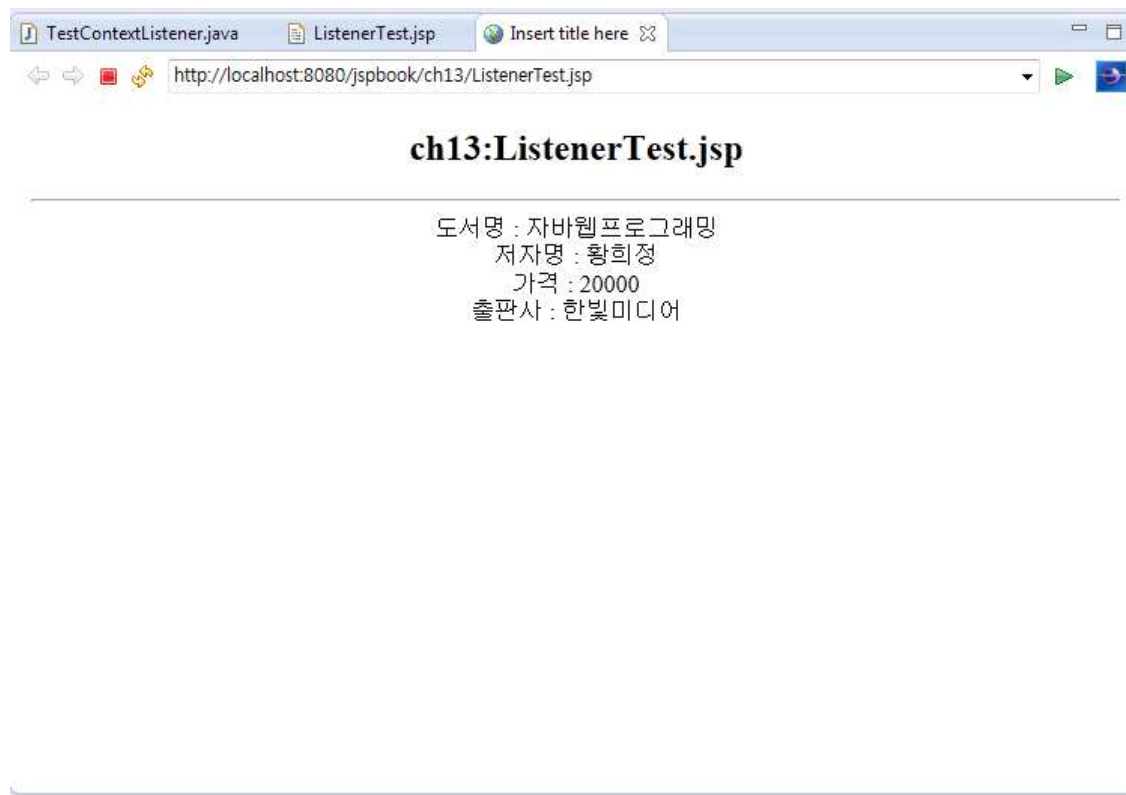 TestContextListener.java ListenerTest.jsp Insert title here
http://localhost:8080/jspbook/ch13/ListenerTest.jsp
ch13:ListenerTest.jsp
도서명 : 자바웹프로그래밍
저자명 : 황희정
가격 : 20000
출판사 : 한빛미디어